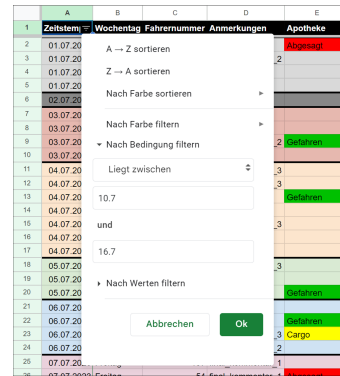 A B C D E
1 Zeitstem Wochentag Fahrernummer Anmerkungen Apotheke
2 01.07.20 Abgesagt
3 01.07.20 _2
4 01.07.20
5 01.07.20
6 02.07.20
7 03.07.20
8 03.07.20
9 03.07.20 _2 Gefahren
10 03.07.20
11 04.07.20 _3
12 04.07.20 _3
13 04.07.20 Gefahren
14 04.07.20
15 04.07.20 _3
16 04.07.20
17 04.07.20
18 05.07.20 _3
19 05.07.20
20 05.07.20 Gefahren
21 06.07.20
22 06.07.20 Gefahren
23 06.07.20 _3 Cargo
24 06.07.20 _2
25 07.07.20 _1
A → Z sortieren
Z → A sortieren
Nach Farbe sortieren
Nach Farbe filtern
Nach Bedingung filtern
Liegt zwischen
10.7
und
16.7
Nach Werten filtern
Abbrechen Ok